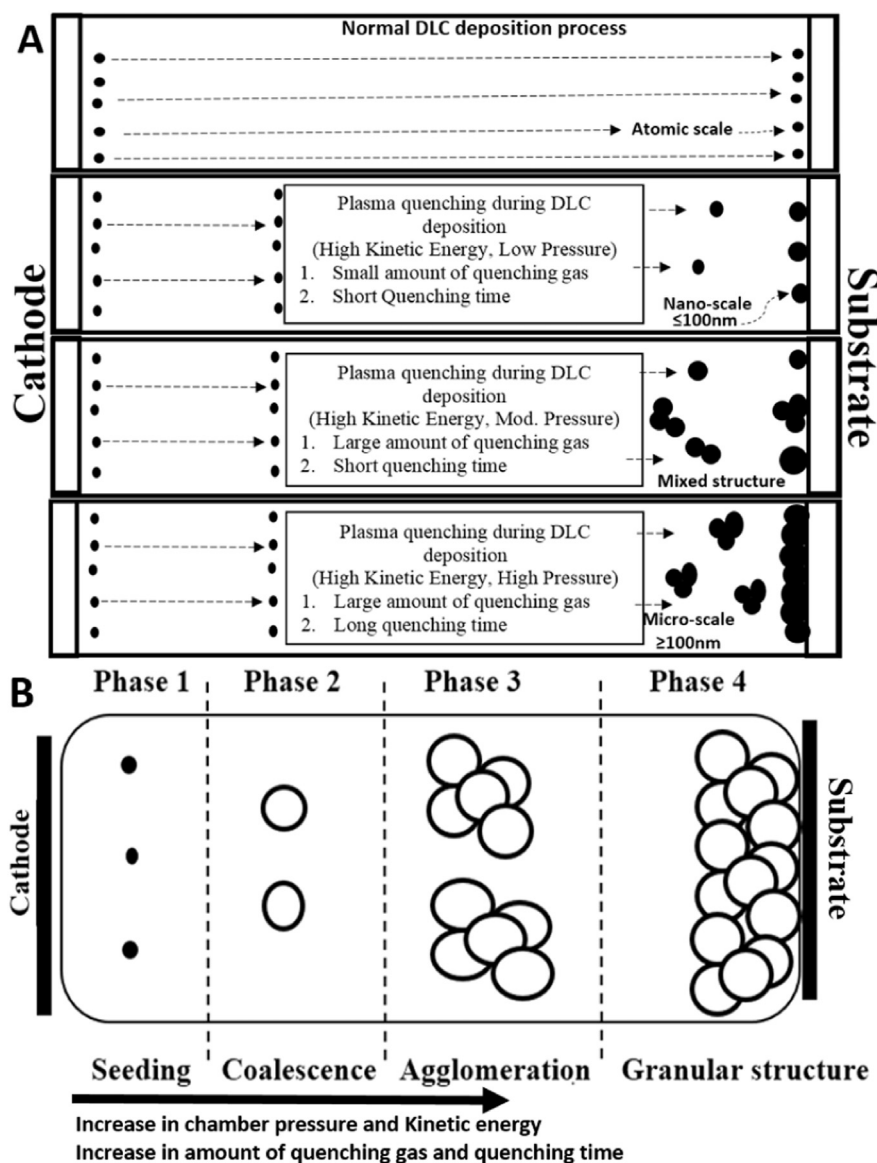 A
Normal DLC deposition process
Atomic scale
Cathode
Substrate
Plasma quenching during DLC
deposition
(High Kinetic Energy, Low Pressure)
1. Small amount of quenching gas
2. Short Quenching time
Nano-scale
≤100nm
Plasma quenching during DLC
deposition
(High Kinetic Energy, Mod. Pressure)
1. Large amount of quenching gas
2. Short quenching time
Mixed structure
Plasma quenching during DLC
deposition
(High Kinetic Energy, High Pressure)
1. Large amount of quenching gas
2. Long quenching time
Micro-scale
≥100nm
B
Phase 1 Phase 2 Phase 3 Phase 4
Cathode
Substrate
Seeding Coalescence Agglomeration Granular structure
Increase in chamber pressure and Kinetic energy
Increase in amount of quenching gas and quenching time